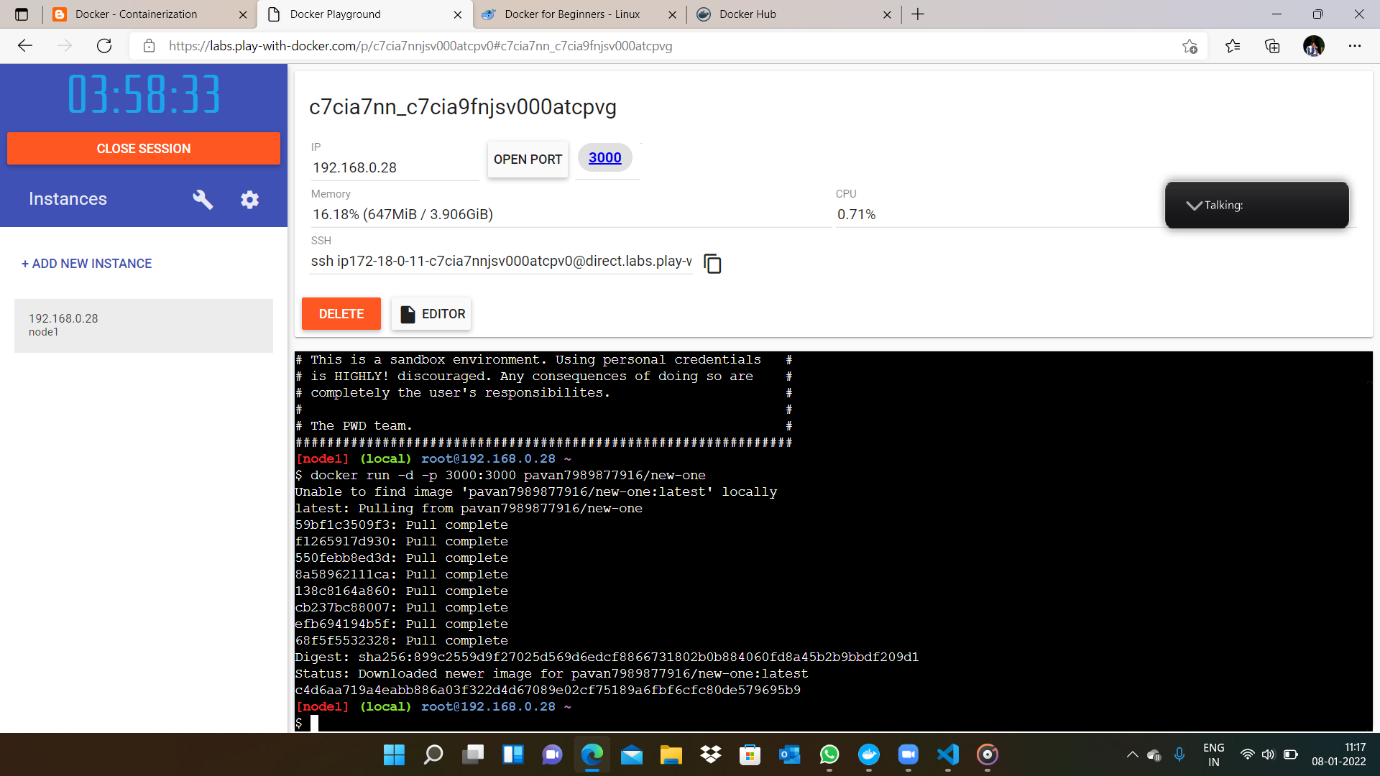 Docker - Containerization
Docker Playground
Docker for Beginners - Linux
Docker Hub
https://labs.play-with-docker.com/p/c7cia7nnjsv000atcpv0#c7cia7nn_c7cia9fnjsv000atcpvg
03:58:33
CLOSE SESSION
Instances
+ ADD NEW INSTANCE
192.168.0.28
node1
c7cia7nn_c7cia9fnjsv000atcpvg
IP
192.168.0.28
OPEN PORT
3000
Memory
16.18% (647MiB / 3.906GiB)
CPU
0.71%
Talking:
SSH
ssh ip172-18-0-11-c7cia7nnjsv000atcpv0@direct.labs.play-v
DELETE
EDITOR
# This is a sandbox environment. Using personal credentials #
# is HIGHLY! discouraged. Any consequences of doing so are #
# completely the user's responsibilites. #
# #
# The PWD team. #
###############################################################
[node1] (local) root@192.168.0.28 ~
$ docker run -d -p 3000:3000 pavan7989877916/new-one
Unable to find image 'pavan7989877916/new-one:latest' locally
latest: Pulling from pavan7989877916/new-one
59bf1c3509f3: Pull complete
f1265917d930: Pull complete
550febb8ed3d: Pull complete
8a58962111ca: Pull complete
138c8164a860: Pull complete
cb237bc88007: Pull complete
efb694194b5f: Pull complete
68f5f5532328: Pull complete
Digest: sha256:899c2559d9f27025d569d6edcf8866731802b0b884060fd8a45b2b9bbdf209d1
Status: Downloaded newer image for pavan7989877916/new-one:latest
c4d6aa719a4eabb886a03f322d4d67089e02cf75189a6fbf6cfc80de579695b9
[node1] (local) root@192.168.0.28 ~
$
ENG
IN
11:17
08-01-2022